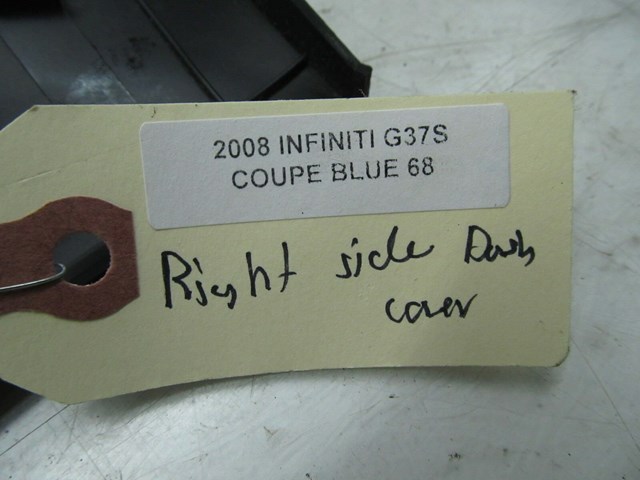 2008 INFINITI G37S
COUPE BLUE 68
Right side Dash
cover